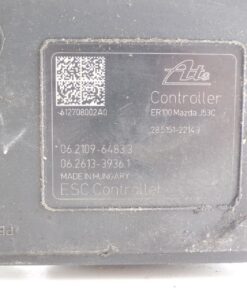 Ate
Controller
-612708002A0
ER100 Mazda J53C
28.5151-2214.3
06.2109-6483.3
06.2613-3936.1
MADE IN HUNGARY
ESC Controller